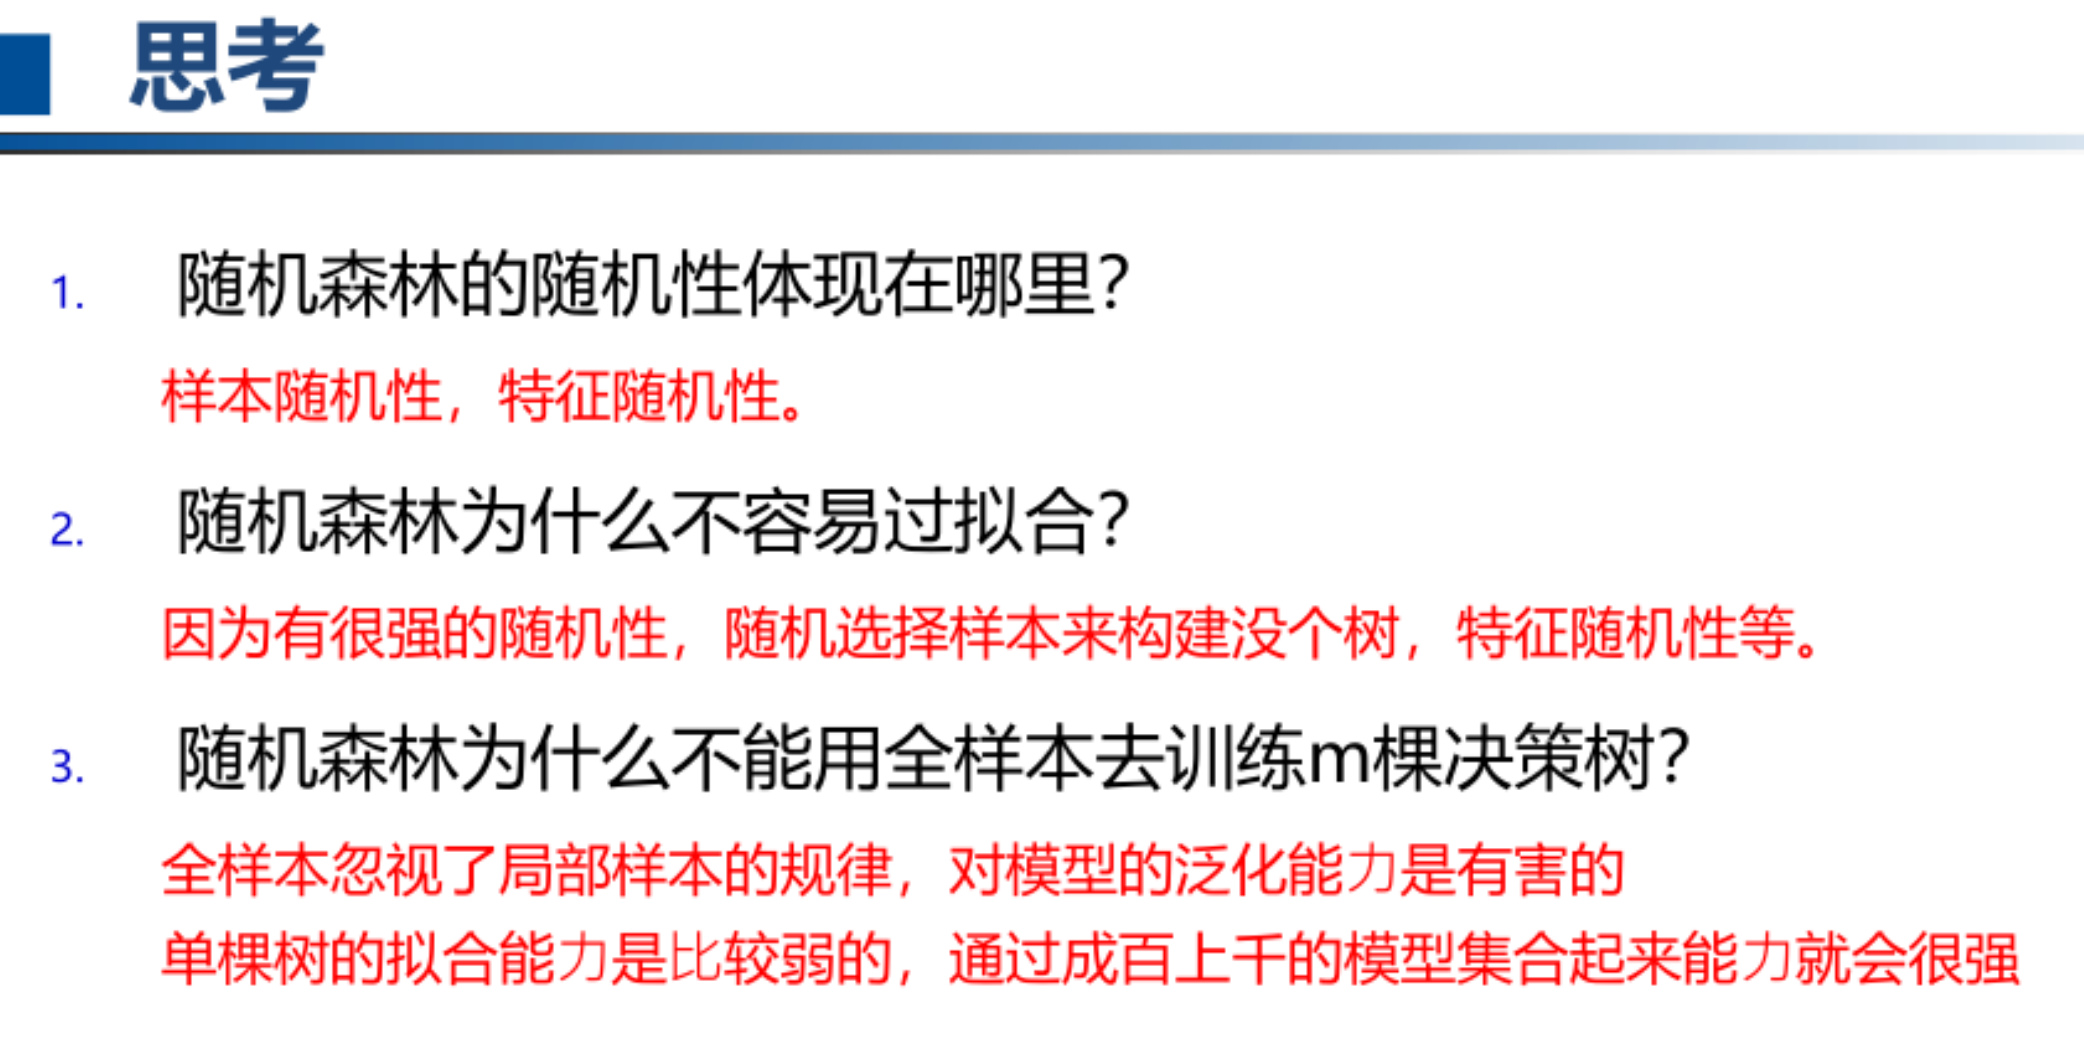 思考
1. 随机森林的随机性体现在哪里?
样本随机性，特征随机性。
2. 随机森林为什么不容易过拟合?
因为有很强的随机性，随机选择样本来构建没个树，特征随机性等。
3. 随机森林为什么不能用全样本去训练m棵决策树?
全样本忽视了局部样本的规律，对模型的泛化能力是有害的
单棵树的拟合能力是比较弱的，通过成百上千的模型集合起来能力就会很强